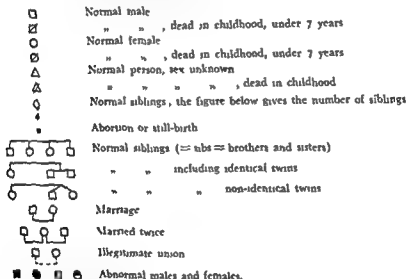 Normal male
" " , dead in childhood, under 7 years
Normal female
" " , dead in childhood, under 7 years
Normal person, sex unknown
" " " " , dead in childhood
Normal siblings, the figure below gives the number of siblings
Abortion or still-birth
Normal siblings (= sibs = brothers and sisters)
" " including identical twins
" " " non-identical twins
Marriage
Married twice
Illegitimate union
Abnormal males and females.